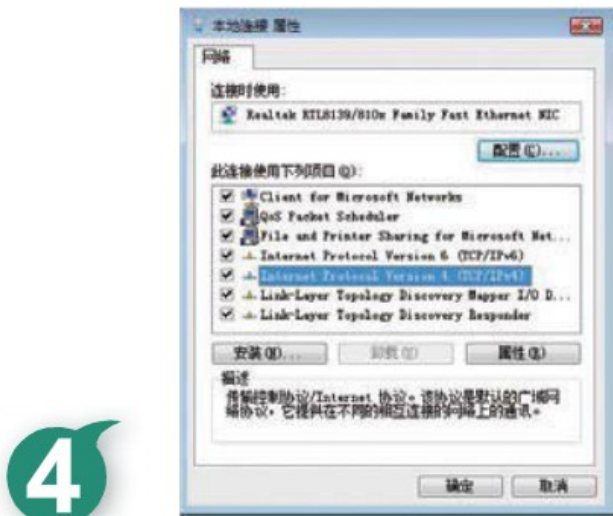 本地连接 属性
网络
连接时使用:
Realtek RTL8139/810x Family Fast Ethernet NIC
配置(C)...
此连接使用下列项目(O):
Client for Microsoft Networks
QoS Packet Scheduler
File and Printer Sharing for Microsoft Net...
Internet Protocol Version 6 (TCP/IPv6)
Internet Protocol Version 4 (TCP/IPv4)
Link-Layer Topology Discovery Mapper I/O D...
Link-Layer Topology Discovery Responder
安装(N)... 卸载(U) 属性(R)
描述
传输控制协议/Internet 协议。该协议是默认的广域网
络协议，它提供在不同的相互连接的网络上的通讯。
4
确定 取消